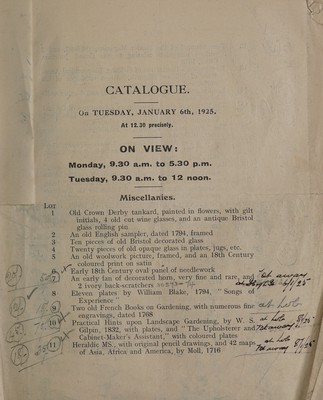 CATALOGUE.
On TUESDAY, JANUARY 6th, 1925.
At 12.30 precisely.
ON VIEW:
Monday, 9.30 a.m. to 5.30 p.m.
Tuesday, 9.30 a.m. to 12 noon.
Miscellanies.
Lot
1 Old Crown Derby tankard, painted in flowers, with gilt
initials, 4 old cut wine glasses, and an antique Bristol
glass rolling pin
2 An old English sampler, dated 1794, framed
3 Ten pieces of old Bristol decorated glass
4 Twenty pieces of old opaque glass in plates, jugs, etc.
5 An old woolwork picture, framed, and an 18th Century
coloured print on satin
6 Early 18th Century oval panel of needlework
7 An early fan of decorated horn, very fine and rare, and
2 ivory back-scratchers
8 Eleven plates by William Blake, 1794, "Songs of
Experience"
9 Two old French Books on Gardening, with numerous fine
engravings, dated 1768
10 Practical Hints upon Landscape Gardening, by W. S.
Gilpin, 1832, with plates, and "The Upholsterer and
Cabinet-Maker's Assistant," with coloured plates
11 Heraldic MS., with original pencil drawings, and 42 maps
of Asia, Africa and America, by Moll, 1716